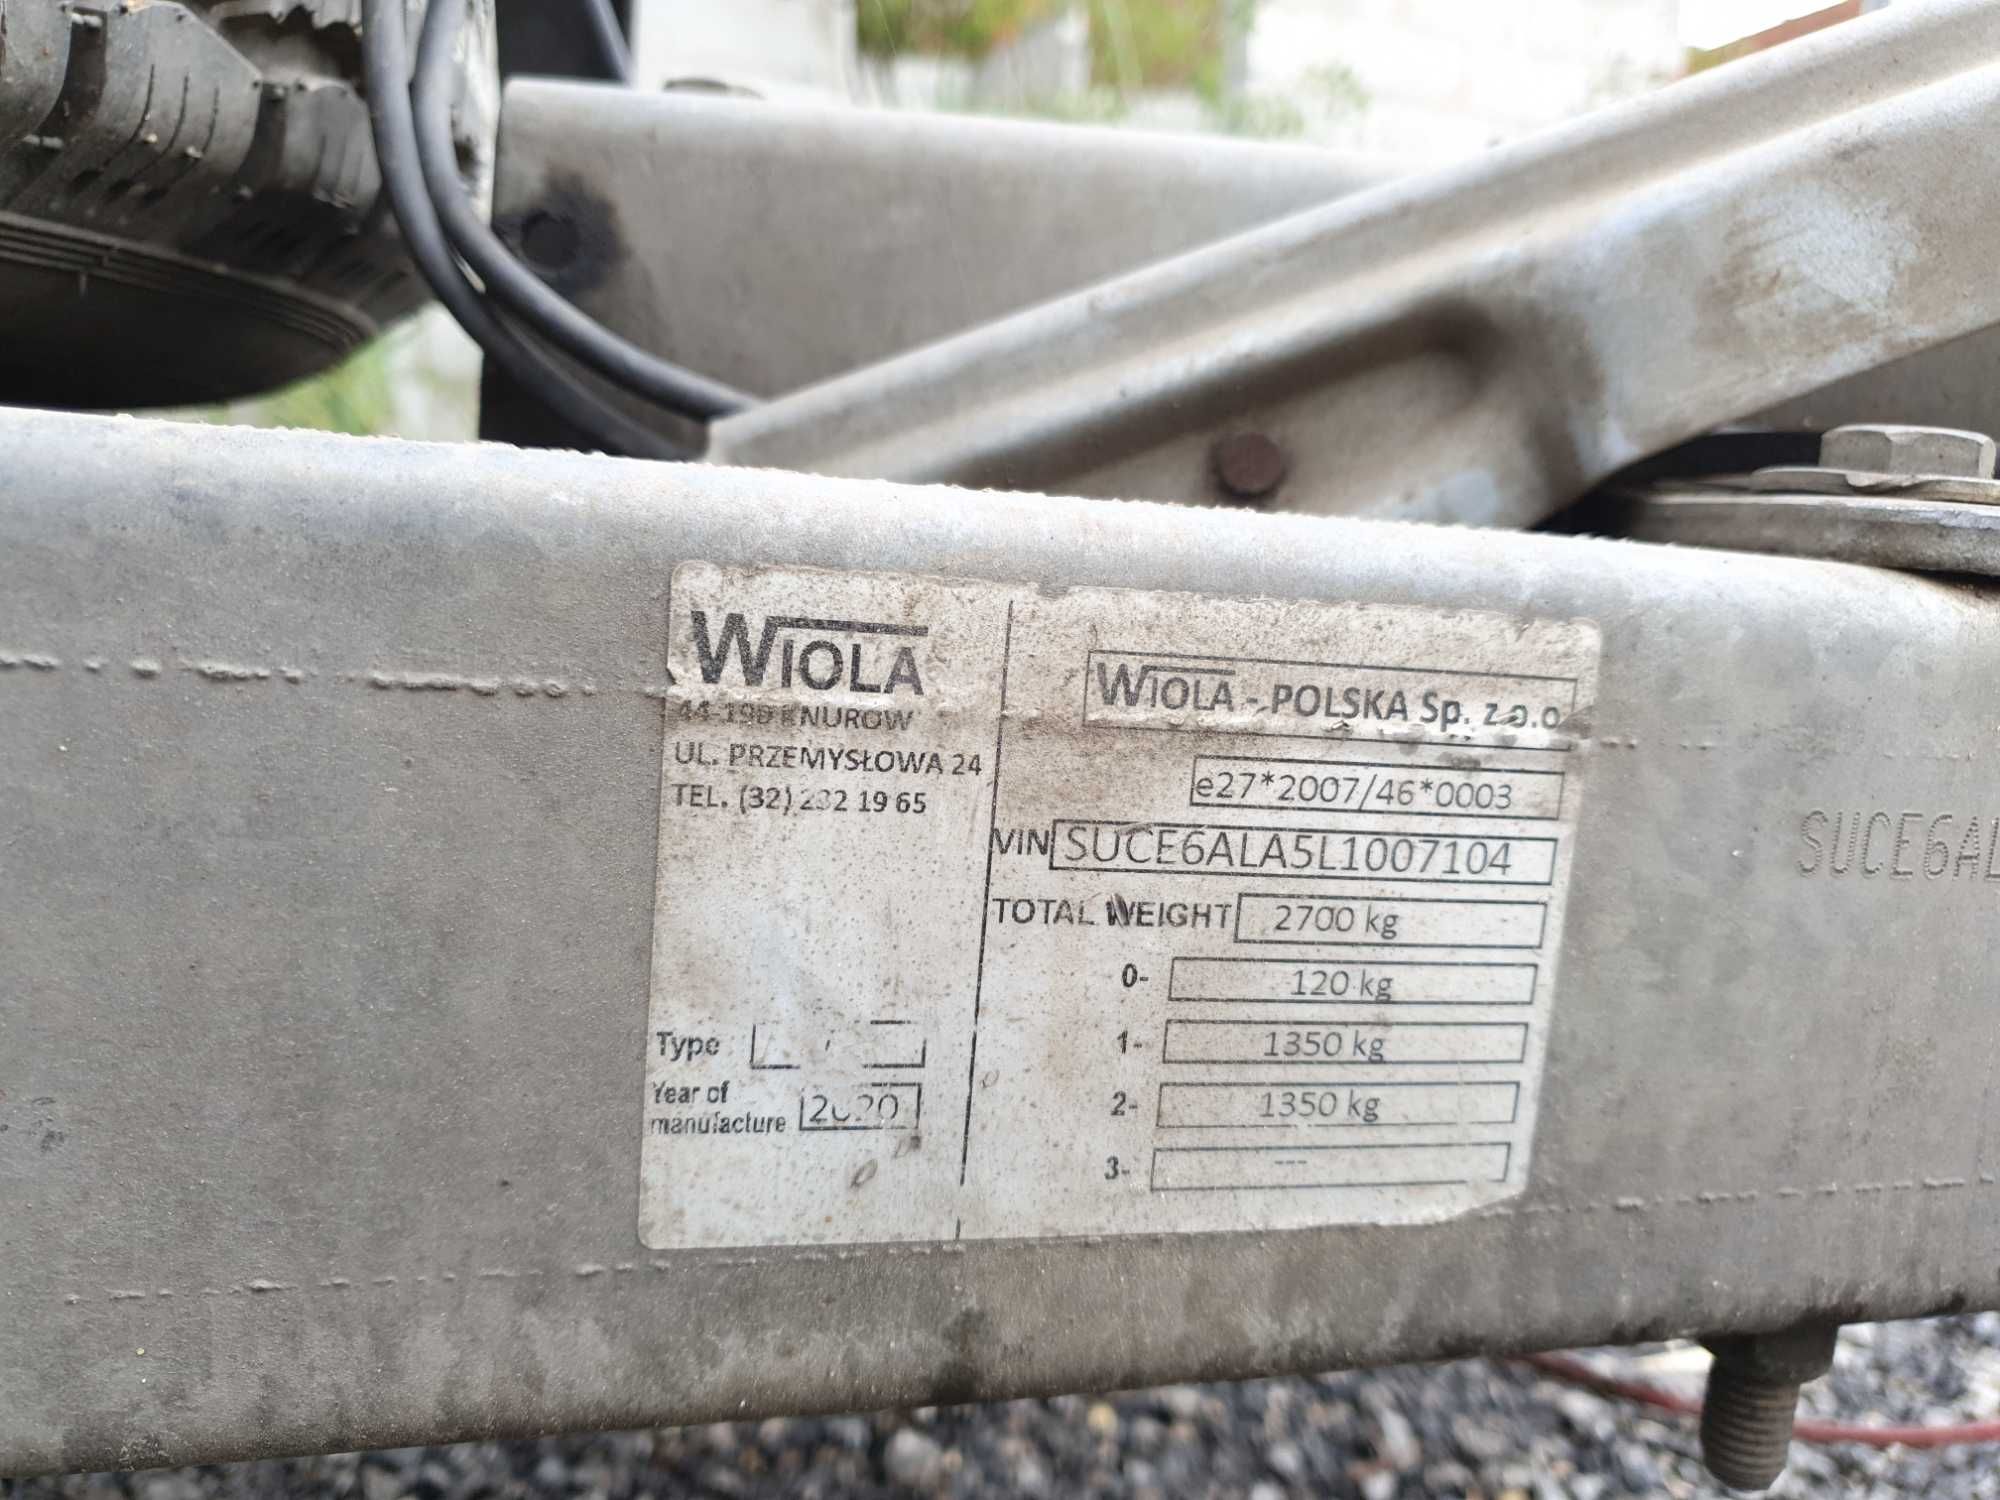 WIOLA
44-190 KNURÓW
UL. PRZEMYSŁOWA 24
TEL. (32) 232 19 65
Type
Year of
manufacture 2020
WIOLA - POLSKA Sp. z o.o
e27*2007/46*0003
VIN SUCE6ALA5L1007104
TOTAL WEIGHT 2700 kg
0- 120 kg
1- 1350 kg
2- 1350 kg
3- ---
SUCE6AL